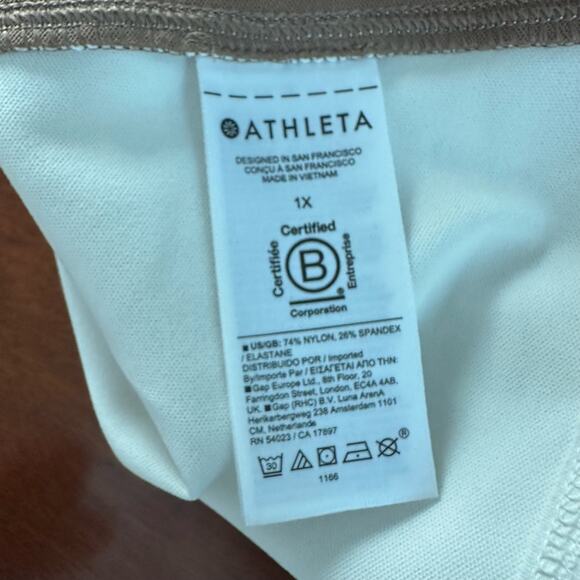 ATHLETA
DESIGNED IN SAN FRANCISCO
CONÇU À SAN FRANCISCO
MADE IN VIETNAM
1X
Certified
Certifiée
B
Entreprise
Corporation
■ US/GB: 74% NYLON, 26% SPANDEX
/ ELASTANE
DISTRIBUIDO POR / Imported
By/Importe Par / ΕΙΣΑΓΕΤΑΙ ΑΠΟ ΤΗΝ:
■ Gap Europe Ltd., 8th Floor, 20
Farringdon Street, London, EC4A 4AB,
UK. ■ Gap (RHC) B.V. Luna ArenA
Herikerbergweg 238 Amsterdam 1101
CM, Netherlands
RN 54023 / CA 17897
30 ®
1166